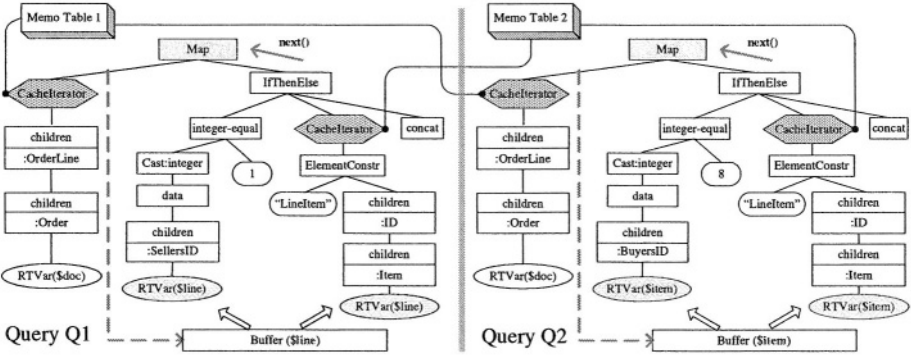 Memo Table 1
next()
Map
CacheIterator
IfThenElse
children
:OrderLine
integer-equal
CacheIterator
concat
Cast:integer
1
ElementConstr
children
:Order
data
"LineItem"
children
:ID
children
:SellersID
children
:Item
RTVar($doc)
RTVar($line)
RTVar($line)
Query Q1
Buffer ($line)
Memo Table 2
next()
Map
CacheIterator
IfThenElse
children
:OrderLine
integer-equal
CacheIterator
concat
Cast:integer
8
ElementConstr
children
:Order
data
"LineItem"
children
:ID
children
:BuyersID
children
:Item
RTVar($doc)
RTVar($item)
RTVar($item)
Query Q2
Buffer ($item)